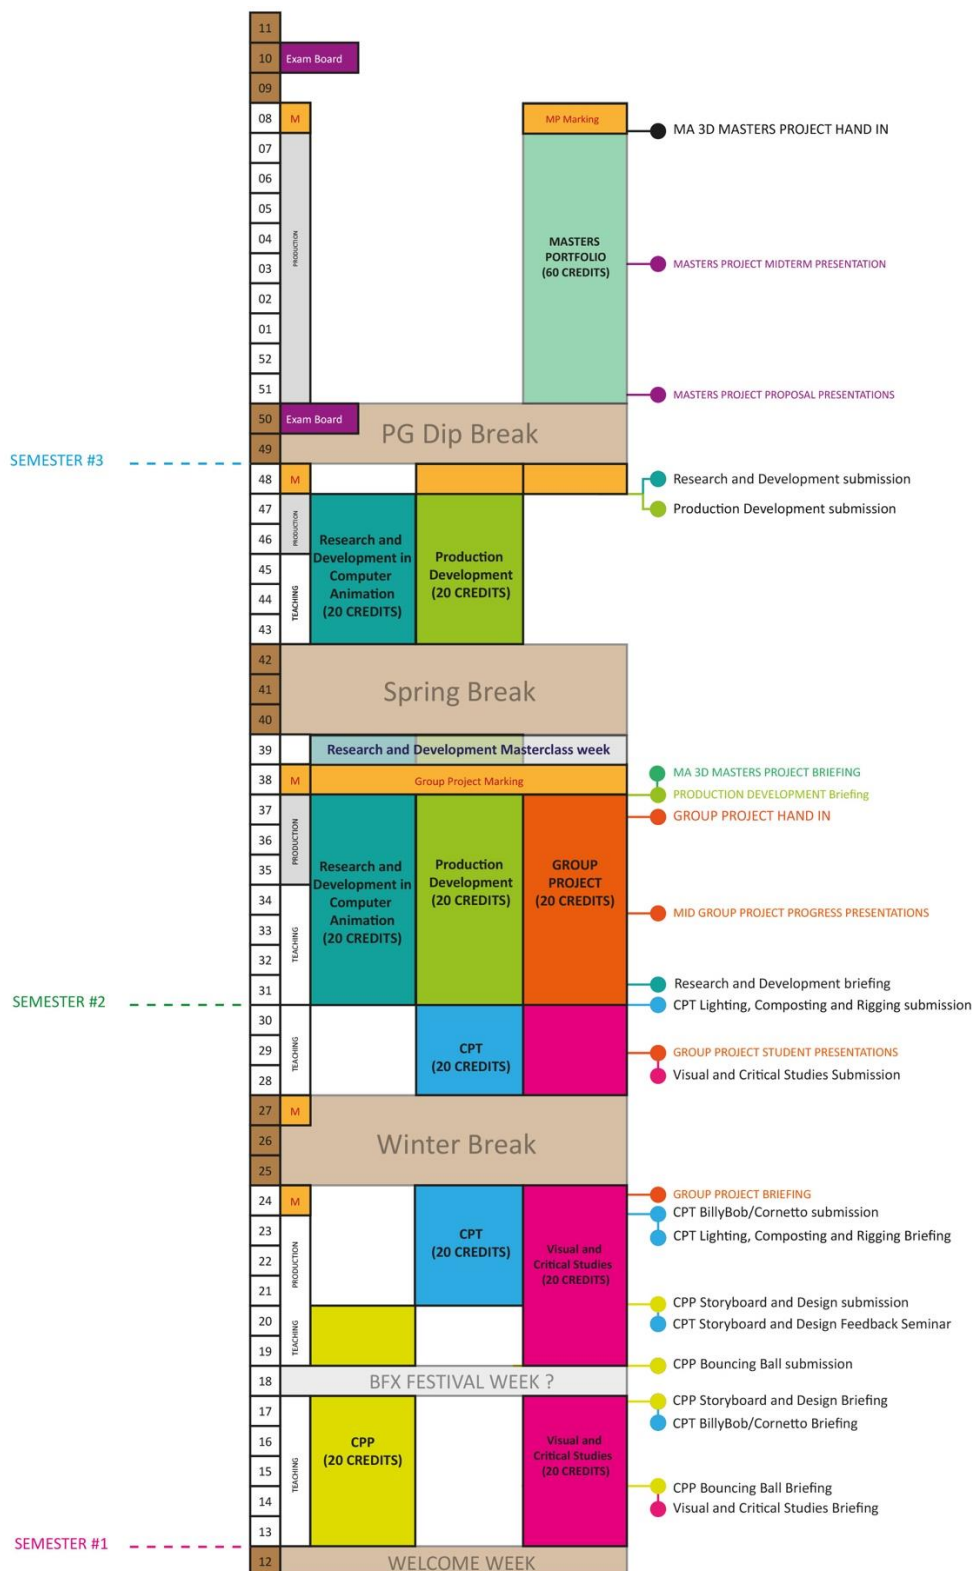 11
10
Exam Board
09
08
M
MP Marking
MA 3D MASTERS PROJECT HAND IN
07
06
05
04
03
02
01
52
51
PRODUCTION
MASTERS
PORTFOLIO
(60 CREDITS)
MASTERS PROJECT MIDTERM PRESENTATION
MASTERS PROJECT PROPOSAL PRESENTATIONS
50
Exam Board
PG Dip Break
49
SEMESTER #3
48
M
Research and Development submission
Production Development submission
47
46
45
44
43
PRODUCTION
TEACHING
Research and
Development in
Computer
Animation
(20 CREDITS)
Production
Development
(20 CREDITS)
42
41
40
Spring Break
39
Research and Development Masterclass week
38
M
Group Project Marking
MA 3D MASTERS PROJECT BRIEFING
PRODUCTION DEVELOPMENT Briefing
GROUP PROJECT HAND IN
37
36
35
34
33
32
31
PRODUCTION
TEACHING
Research and
Development in
Computer
Animation
(20 CREDITS)
Production
Development
(20 CREDITS)
GROUP
PROJECT
(20 CREDITS)
MID GROUP PROJECT PROGRESS PRESENTATIONS
Research and Development briefing
SEMESTER #2
CPT Lighting, Composting and Rigging submission
30
29
28
TEACHING
CPT
(20 CREDITS)
GROUP PROJECT STUDENT PRESENTATIONS
Visual and Critical Studies Submission
27
M
26
25
Winter Break
24
M
GROUP PROJECT BRIEFING
CPT BillyBob/Cornetto submission
CPT Lighting, Composting and Rigging Briefing
23
22
21
20
19
PRODUCTION
TEACHING
CPT
(20 CREDITS)
Visual and
Critical Studies
(20 CREDITS)
CPP Storyboard and Design submission
CPT Storyboard and Design Feedback Seminar
CPP Bouncing Ball submission
18
BFX FESTIVAL WEEK ?
CPP Storyboard and Design Briefing
CPT BillyBob/Cornetto Briefing
17
16
15
14
13
TEACHING
CPP
(20 CREDITS)
Visual and
Critical Studies
(20 CREDITS)
CPP Bouncing Ball Briefing
Visual and Critical Studies Briefing
SEMESTER #1
12
WELCOME WEEK